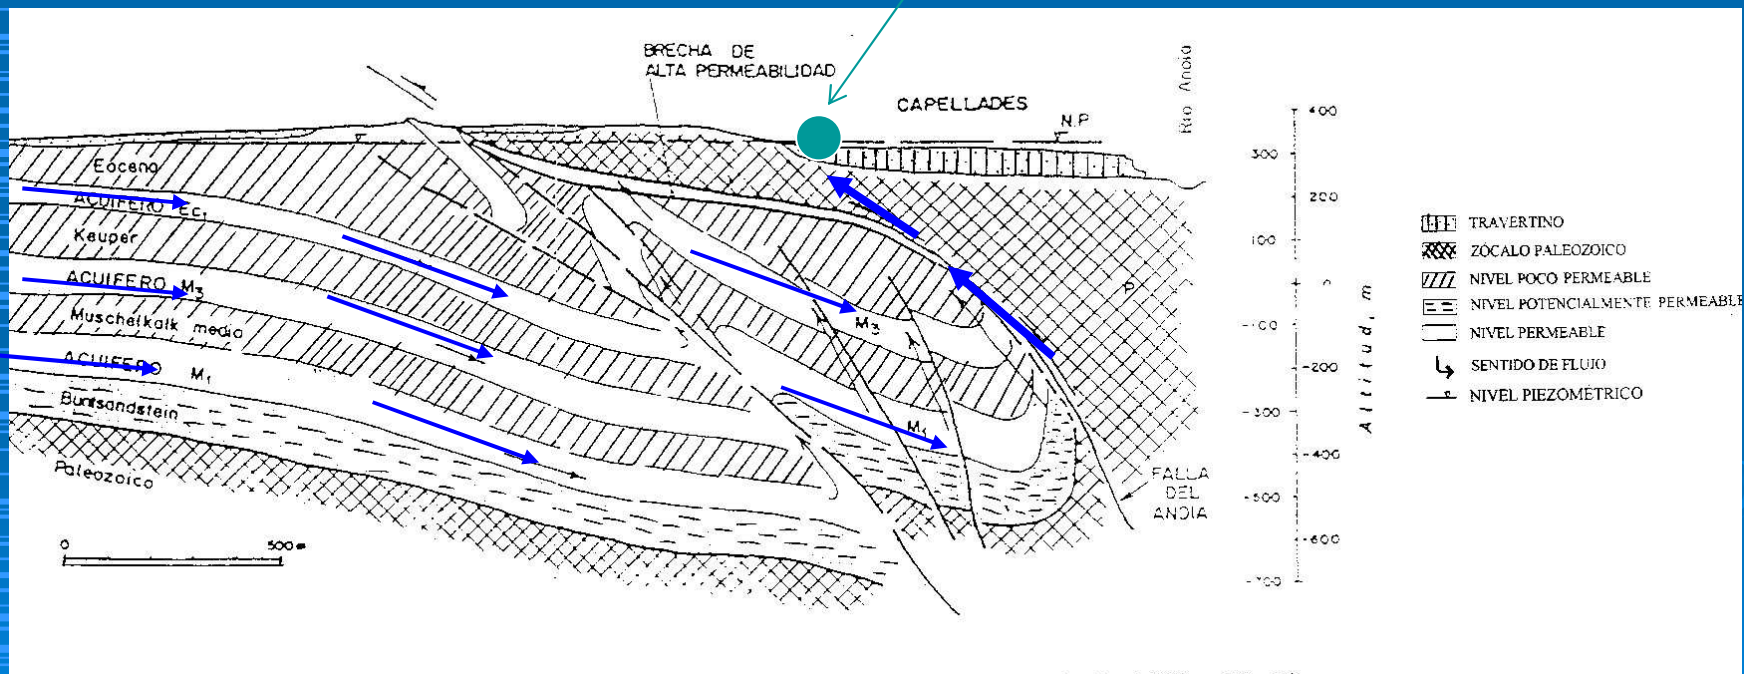 BRECHA DE
ALTA PERMEABILIDAD
CAPELLADES
N.P
Río Anoia
Eoceno
ACUIFERO Ec1
Keuper
ACUIFERO M3
Muschelkalk medio
ACUIFERO M1
Buntsandstein
Paleozoico
M3
M1
P
FALLA
DEL
ANOIA
0 500 m
400
300
200
100
0
-100
-200
-300
-400
-500
-600
-700
Altitud, m
TRAVERTINO
ZÓCALO PALEOZOICO
NIVEL POCO PERMEABLE
NIVEL POTENCIALMENTE PERMEABLE
NIVEL PERMEABLE
SENTIDO DE FLUJO
NIVEL PIEZOMÉTRICO